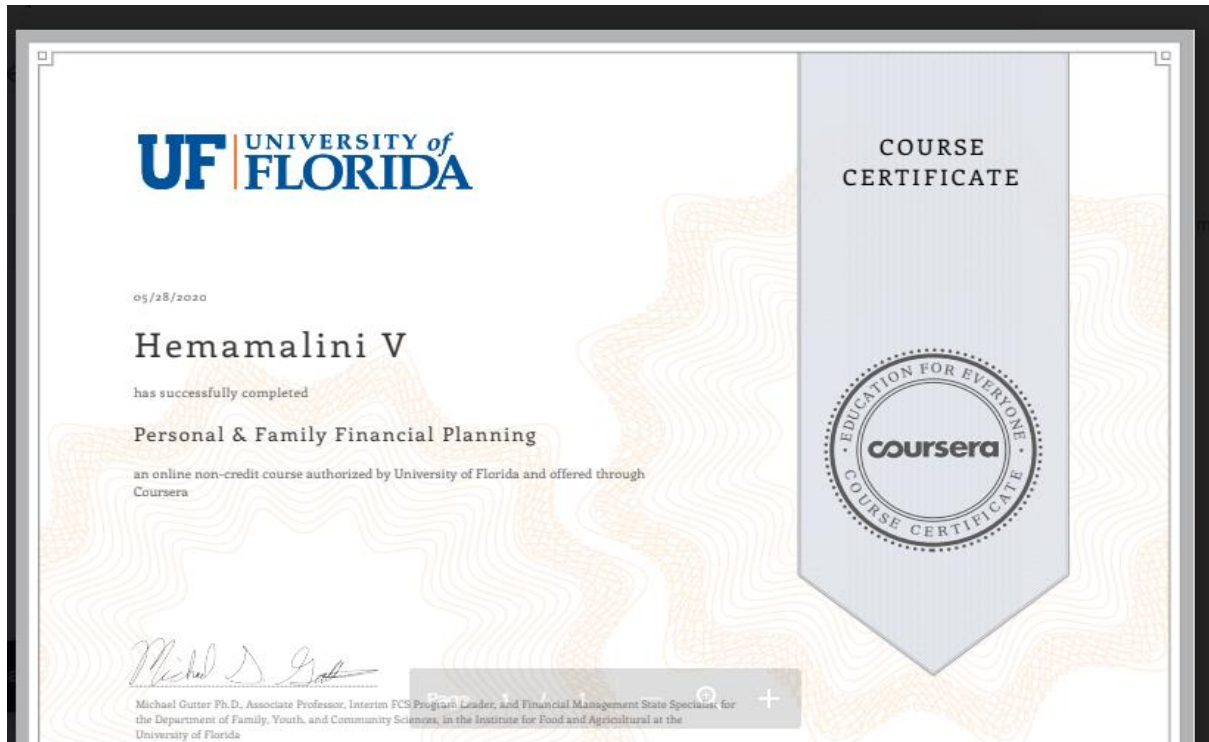 UF UNIVERSITY of
FLORIDA
COURSE
CERTIFICATE
05/28/2020
Hemamalini V
has successfully completed
Personal & Family Financial Planning
an online non-credit course authorized by University of Florida and offered through
Coursera
EDUCATION FOR EVERYONE
coursera
COURSE CERTIFICATE
Michael Gutter Ph.D., Associate Professor, Interim FCS Program Leader, and Financial Management State Specialist for
the Department of Family, Youth, and Community Sciences, in the Institute for Food and Agricultural at the
University of Florida
Page 1 / 1